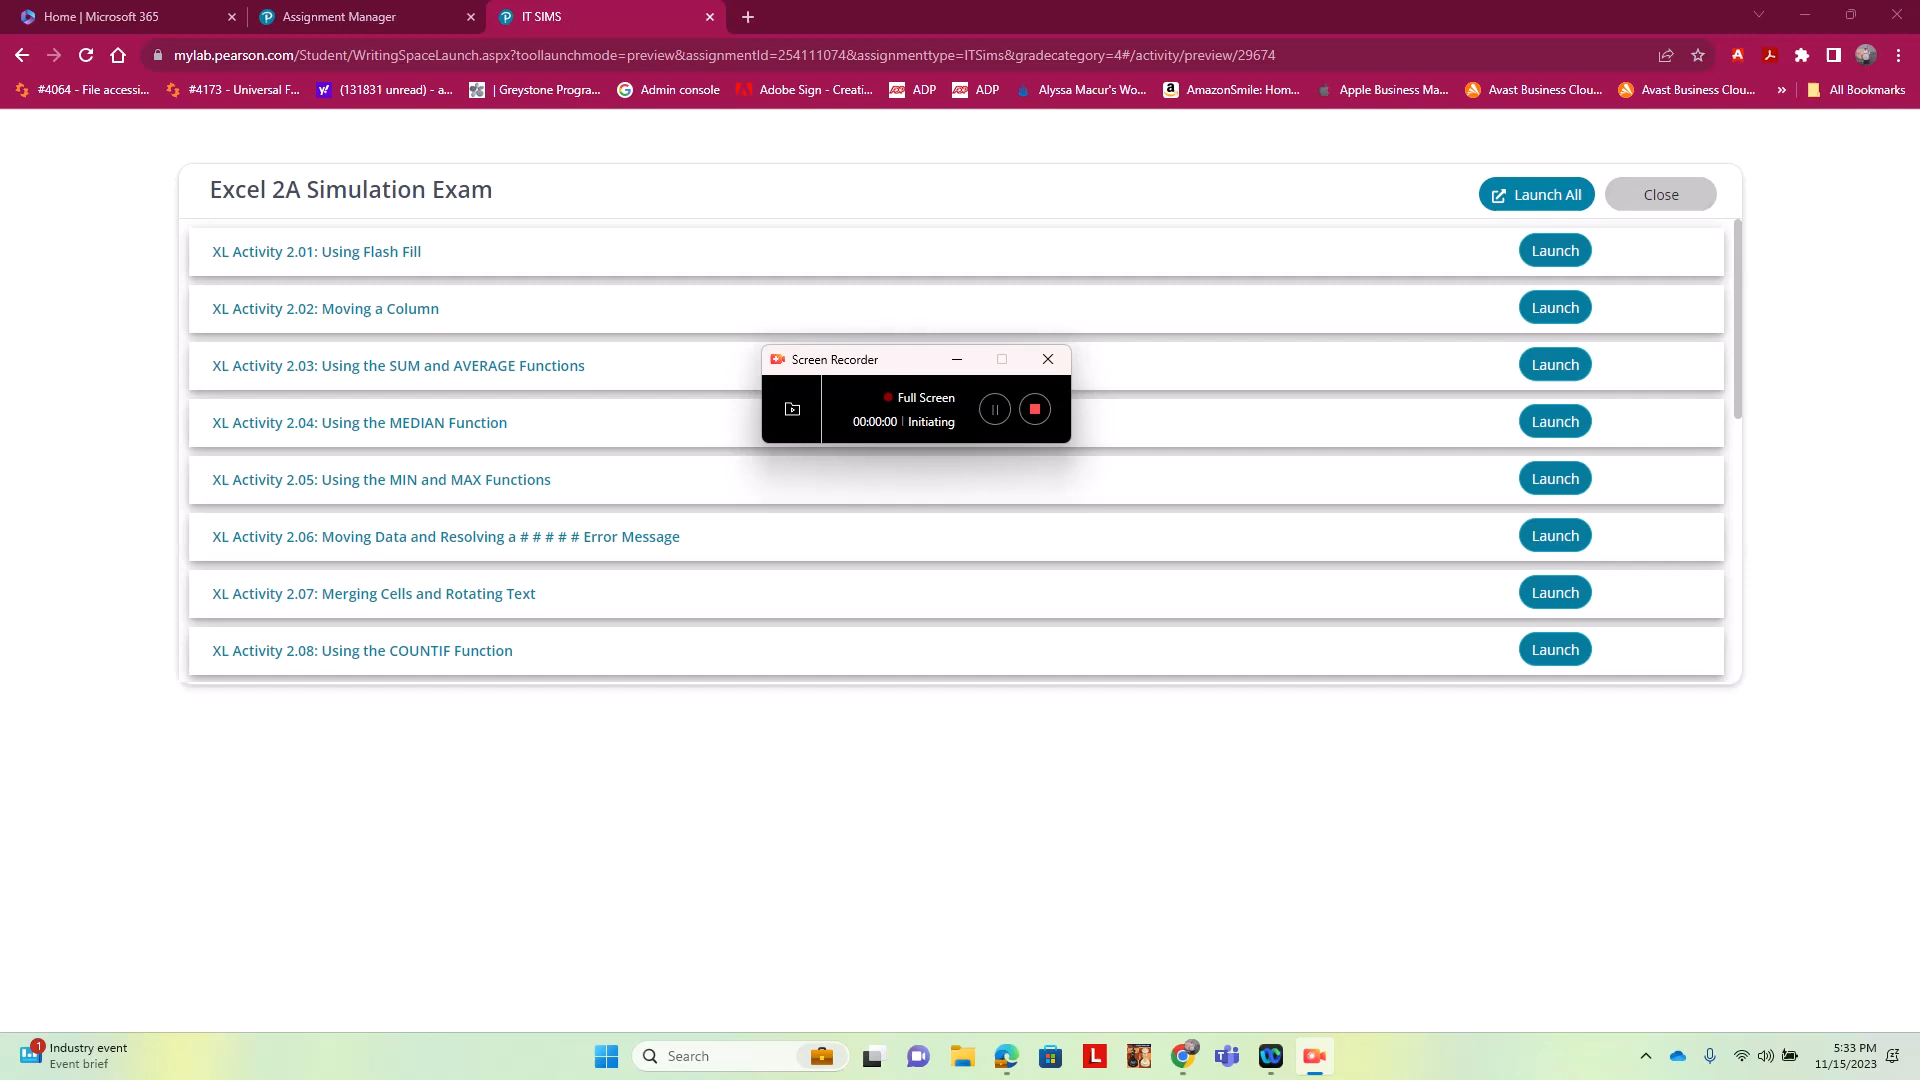 Home | Microsoft 365
Assignment Manager
IT SIMS
mylab.pearson.com/Student/WritingSpaceLaunch.aspx?toollaunchmode=preview&assignmentId=254111074&assignmenttype=ITSims&gradecategory=4#/activity/preview/29674
#4064 - File accessi...
#4173 - Universal F...
(131831 unread) - a...
| Greystone Progra...
Admin console
Adobe Sign - Creati...
ADP
ADP
Alyssa Macur's Wo...
AmazonSmile: Hom...
Apple Business Ma...
Avast Business Clou...
Avast Business Clou...
»
All Bookmarks
Excel 2A Simulation Exam
Launch All
Close
XL Activity 2.01: Using Flash Fill
Launch
XL Activity 2.02: Moving a Column
Launch
XL Activity 2.03: Using the SUM and AVERAGE Functions
Launch
Screen Recorder
Full Screen
00:00:00 | Initiating
XL Activity 2.04: Using the MEDIAN Function
Launch
XL Activity 2.05: Using the MIN and MAX Functions
Launch
XL Activity 2.06: Moving Data and Resolving a # # # # # Error Message
Launch
XL Activity 2.07: Merging Cells and Rotating Text
Launch
XL Activity 2.08: Using the COUNTIF Function
Launch
1
Industry event
Event brief
Search
L
5:33 PM
11/15/2023